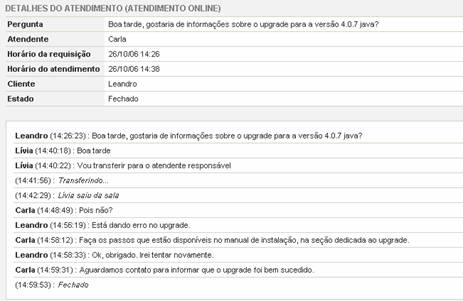 DETALHES DO ATENDIMENTO (ATENDIMENTO ONLINE)
Pergunta Boa tarde, gostaria de informações sobre o upgrade para a versão 4.0.7 java?
Atendente Carla
Horário da requisição 26/10/06 14:26
Horário do atendimento 26/10/06 14:38
Cliente Leandro
Estado Fechado
Leandro (14:26:23) : Boa tarde, gostaria de informações sobre o upgrade para a versão 4.0.7 java?
Lívia (14:40:18) : Boa tarde
Lívia (14:40:22) : Vou transferir para o atendente responsável
(14:41:56) : Transferindo...
(14:42:29) : Lívia saiu da sala
Carla (14:48:49) : Pois não?
Leandro (14:56:19) : Está dando erro no upgrade.
Carla (14:58:12) : Faça os passos que estão disponíveis no manual de instalação, na seção dedicada ao upgrade.
Leandro (14:58:33) : Ok, obrigado. Irei tentar novamente.
Carla (14:59:31) : Aguardamos contato para informar que o upgrade foi bem sucedido.
(14:59:53) : Fechado